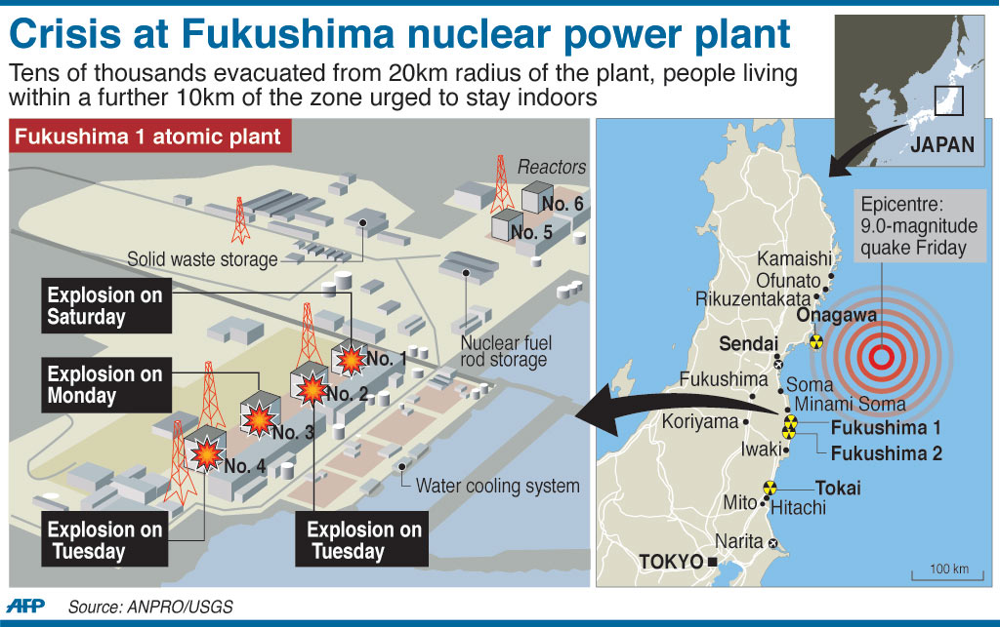 Crisis at Fukushima nuclear power plant
Tens of thousands evacuated from 20km radius of the plant, people living
within a further 10km of the zone urged to stay indoors
JAPAN
Fukushima 1 atomic plant
Reactors
No. 6
No. 5
Solid waste storage
Explosion on
Saturday
Nuclear fuel
rod storage
No. 1
Explosion on
Monday
No. 2
No. 3
No. 4
Water cooling system
Explosion on
Tuesday
Explosion on
Tuesday
Epicentre:
9.0-magnitude
quake Friday
Kamaishi
Ofunato
Rikuzentakata
Onagawa
Sendai
Fukushima
Soma
Minami Soma
Koriyama
Fukushima 1
Iwaki
Fukushima 2
Tokai
Mito
Hitachi
Narita
TOKYO
100 km
AFP
Source: ANPRO/USGS